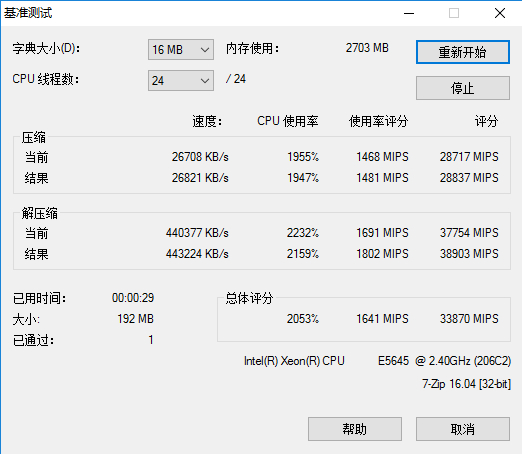 基准测试
字典大小(D): 16 MB 内存使用: 2703 MB 重新开始
CPU 线程数: 24 / 24
停止
速度: CPU 使用率 使用率评分 评分
压缩
当前 26708 KB/s 1955% 1468 MIPS 28717 MIPS
结果 26821 KB/s 1947% 1481 MIPS 28837 MIPS
解压缩
当前 440377 KB/s 2232% 1691 MIPS 37754 MIPS
结果 443224 KB/s 2159% 1802 MIPS 38903 MIPS
已用时间: 00:00:29 总体评分
大小: 192 MB 2053% 1641 MIPS 33870 MIPS
已通过: 1
Intel(R) Xeon(R) CPU E5645 @ 2.40GHz (206C2)
7-Zip 16.04 [32-bit]
帮助 取消